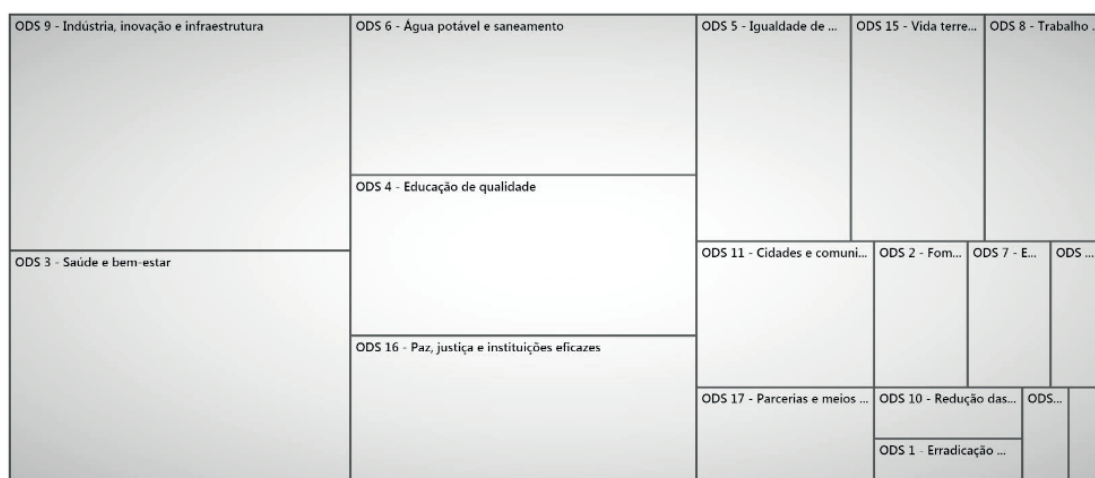 ODS 9 - Indústria, inovação e infraestrutura
ODS 3 - Saúde e bem-estar
ODS 6 - Água potável e saneamento
ODS 4 - Educação de qualidade
ODS 16 - Paz, justiça e instituições eficazes
ODS 5 - Igualdade de ...
ODS 15 - Vida terre...
ODS 8 - Trabalho ...
ODS 11 - Cidades e comuni...
ODS 2 - Fom...
ODS 7 - E...
ODS ...
ODS 17 - Parcerias e meios ...
ODS 10 - Redução das...
ODS 1 - Erradicação ...
ODS...